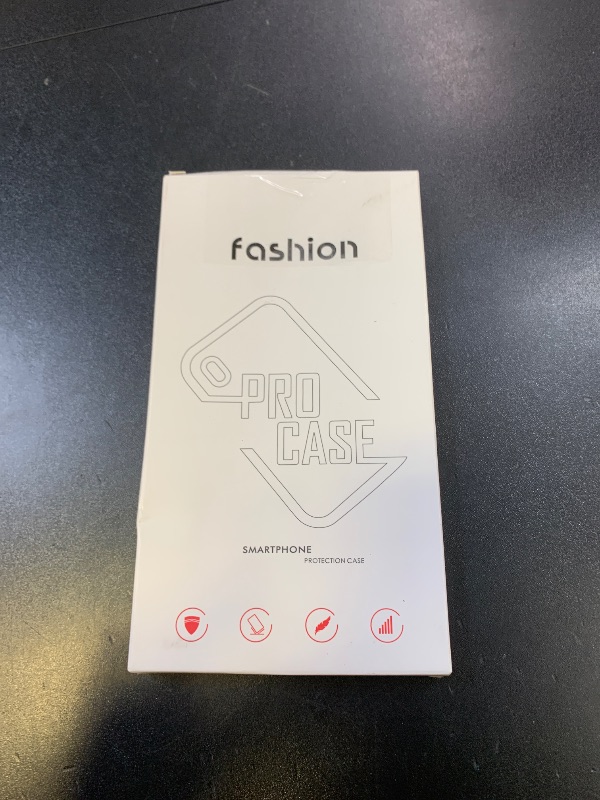 fashion
PRO
CASE
SMARTPHONE
PROTECTION CASE